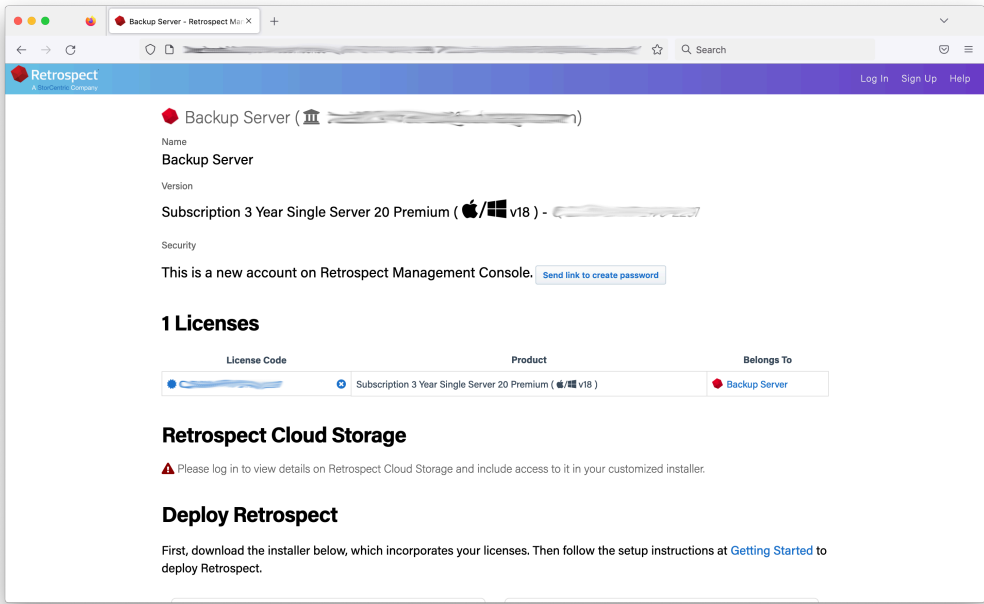 Backup Server - Retrospect Mar
Search
Retrospect
A StorCentric Company
Log In Sign Up Help
Backup Server (
Name
Backup Server
Version
Subscription 3 Year Single Server 20 Premium ( / v18 ) -
Security
This is a new account on Retrospect Management Console. Send link to create password
1 Licenses
License Code Product Belongs To
Subscription 3 Year Single Server 20 Premium ( / v18 ) Backup Server
Retrospect Cloud Storage
Please log in to view details on Retrospect Cloud Storage and include access to it in your customized installer.
Deploy Retrospect
First, download the installer below, which incorporates your licenses. Then follow the setup instructions at Getting Started to
deploy Retrospect.